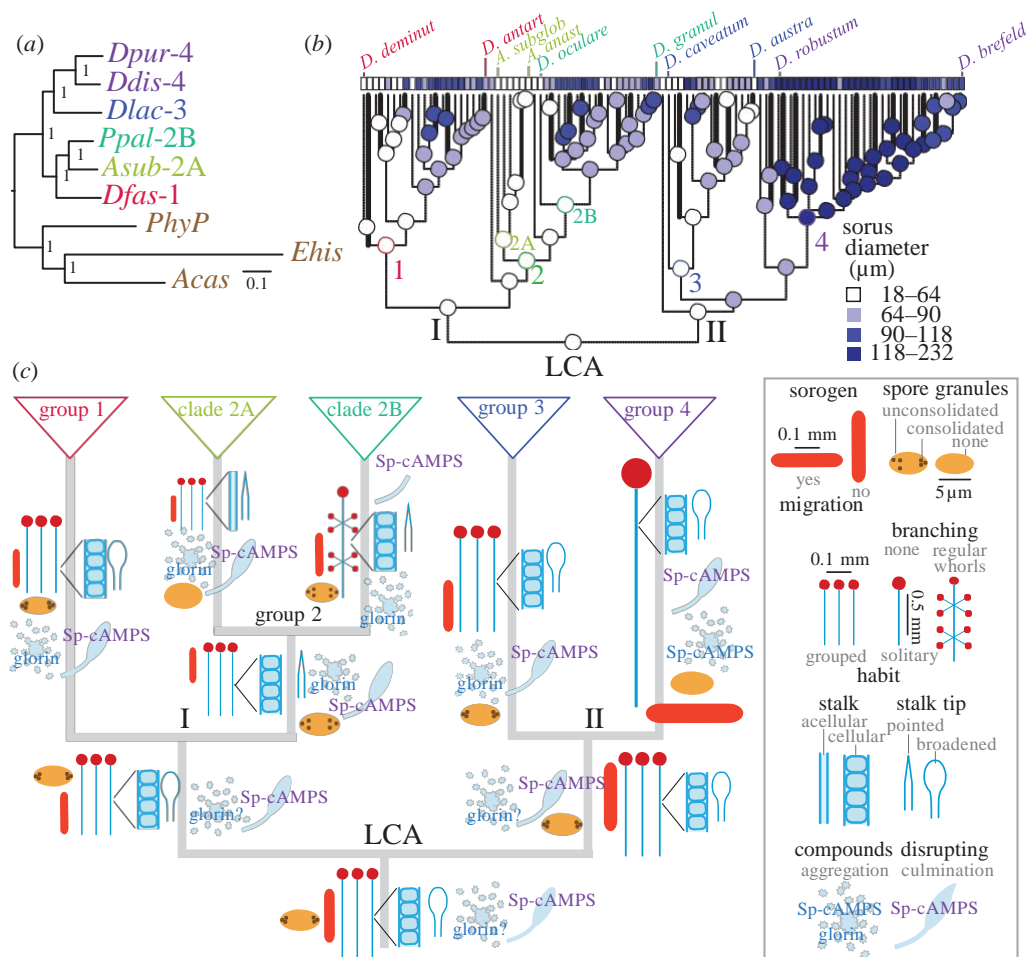 (a)
Dpur-4
Ddis-4
Dlac-3
Ppal-2B
Asub-2A
Dfas-1
PhyP
Ehis
Acas
1
1
1
1
1
1
1
0.1
(b)
D. deminut
D. antart
A. subglob
A. anast
D. oculare
D. granul
D. caveatum
D. austra
D. robustum
D. brefeld
1
2A
2
2B
3
4
I
II
LCA
sorus
diameter
(µm)
18–64
64–90
90–118
118–232
(c)
group 1
clade 2A
clade 2B
group 3
group 4
Sp-cAMPS
Sp-cAMPS
glorin
glorin
Sp-cAMPS
glorin
group 2
Sp-cAMPS
glorin
Sp-cAMPS
glorin
Sp-cAMPS
Sp-cAMPS
Sp-cAMPS
glorin
I
II
Sp-cAMPS
glorin?
Sp-cAMPS
glorin?
LCA
Sp-cAMPS
glorin?
sorogen
0.1 mm
yes
no
migration
spore granules
unconsolidated
consolidated
none
5 µm
branching
none
regular
whorls
0.1 mm
0.5 mm
grouped
solitary
habit
stalk
acellular
cellular
stalk tip
pointed
broadened
compounds disrupting
aggregation culmination
Sp-cAMPS
glorin
Sp-cAMPS